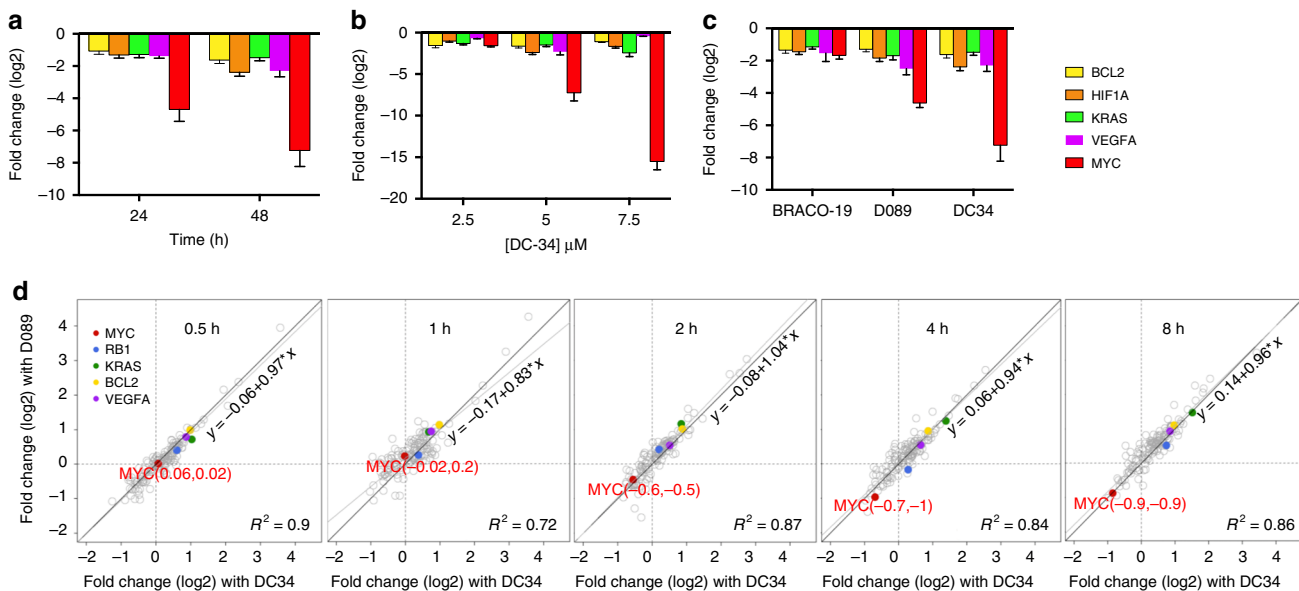 a
Fold change (log2)
0
−2
−4
−6
−8
−10
24
48
Time (h)
b
Fold change (log2)
0
−5
−10
−15
−20
2.5
5
7.5
[DC-34] μM
c
Fold change (log2)
0
−2
−4
−6
−8
−10
BRACO-19
D089
DC34
BCL2
HIF1A
KRAS
VEGFA
MYC
d
Fold change (log2) with D089
4
3
2
1
0
−1
−2
MYC
RB1
KRAS
BCL2
VEGFA
0.5 h
y = −0.06+0.97*x
MYC(0.06,0.02)
R² = 0.9
−2 −1 0 1 2 3 4
Fold change (log2) with DC34
1 h
y = −0.17+0.83*x
MYC(−0.02,0.2)
R² = 0.72
−2 −1 0 1 2 3 4
Fold change (log2) with DC34
2 h
y = −0.08+1.04*x
MYC(−0.6,−0.5)
R² = 0.87
−2 −1 0 1 2 3 4
Fold change (log2) with DC34
4 h
y = 0.06+0.94*x
MYC(−0.7,−1)
R² = 0.84
−2 −1 0 1 2 3 4
Fold change (log2) with DC34
8 h
y = 0.14+0.96*x
MYC(−0.9,−0.9)
R² = 0.86
−2 −1 0 1 2 3 4
Fold change (log2) with DC34